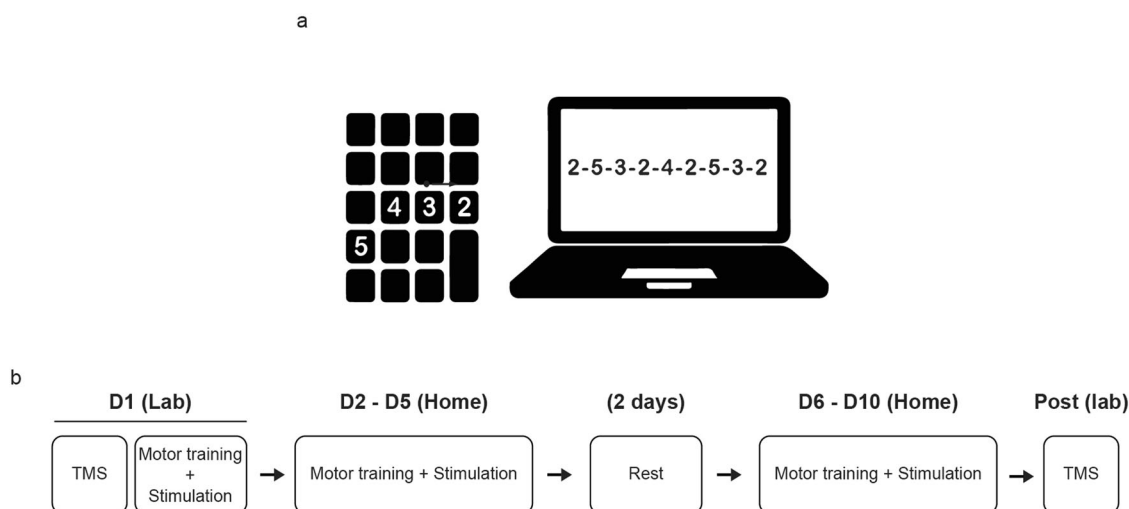 a
2-5-3-2-4-2-5-3-2
4 3 2
5
b
D1 (Lab) D2 - D5 (Home) (2 days) D6 - D10 (Home) Post (lab)
TMS
Motor training
+
Stimulation
Motor training + Stimulation
Rest
Motor training + Stimulation
TMS